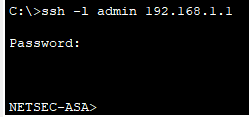 C:\>ssh -l admin 192.168.1.1
Password:
NETSEC-ASA>